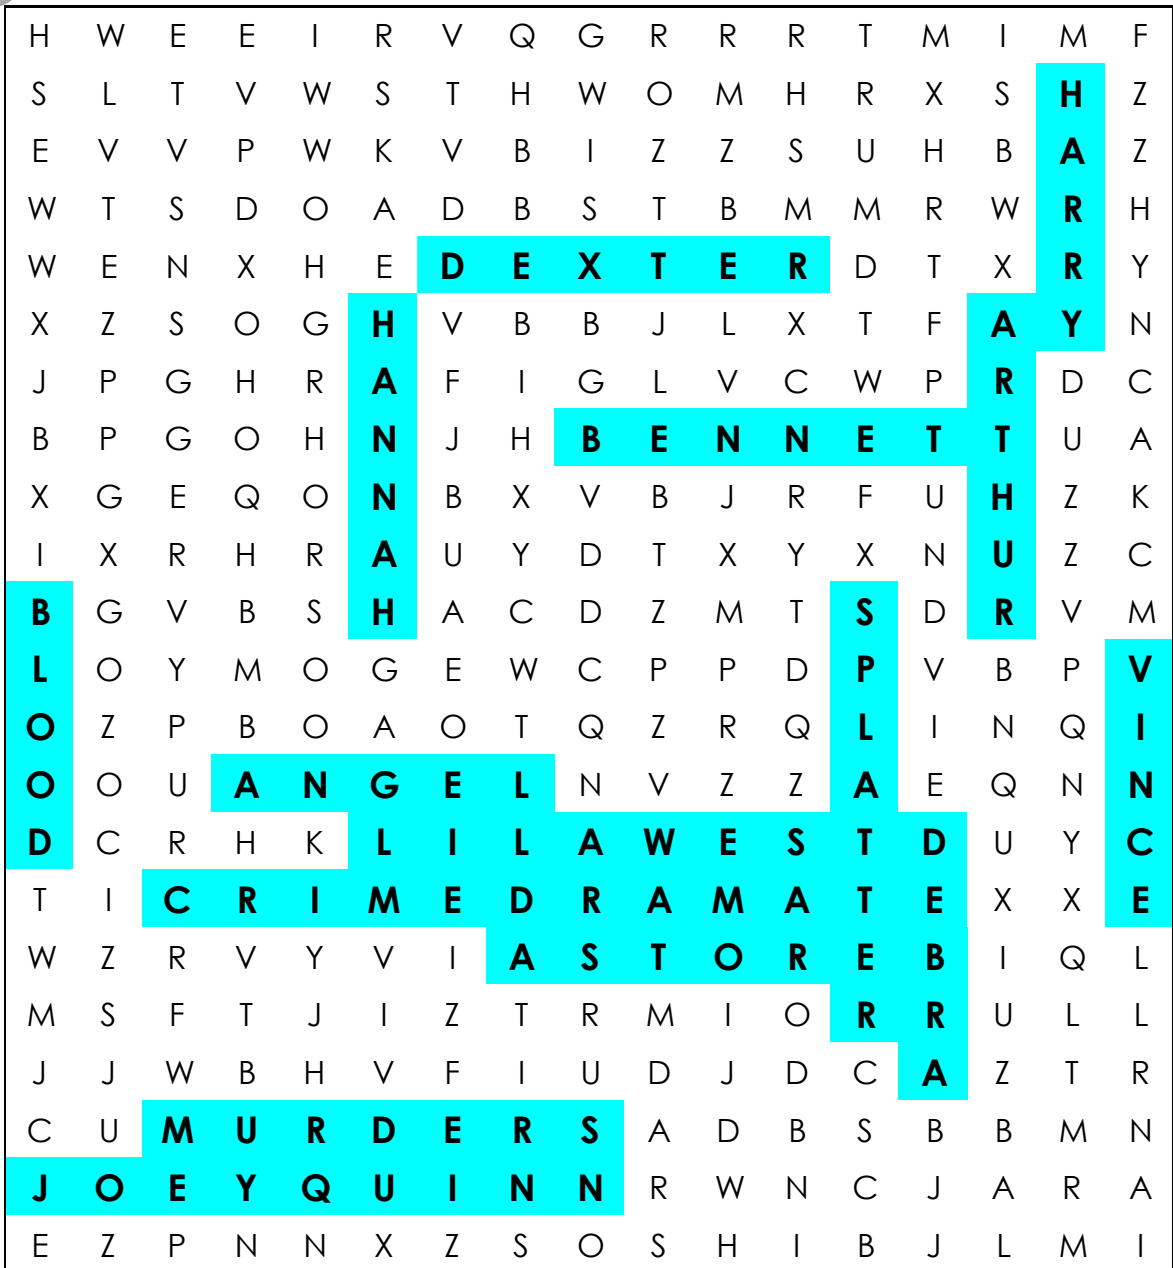 H W E E I R V Q G R R R T M I M F
S L T V W S T H W O M H R X S H Z
E V V P W K V B I Z Z S U H B A Z
W T S D O A D B S T B M M R W R H
W E N X H E D E X T E R D T X R Y
X Z S O G H V B B J L X T F A Y N
J P G H R A F I G L V C W P R D C
B P G O H N J H B E N N E T T U A
X G E Q O N B X V B J R F U H Z K
I X R H R A U Y D T X Y X N U Z C
B G V B S H A C D Z M T S D R V M
L O Y M O G E W C P P D P V B P V
O Z P B O A O T Q Z R Q L I N Q I
O O U A N G E L N V Z Z A E Q N N
D C R H K L I L A W E S T D U Y C
T I C R I M E D R A M A T E X X E
W Z R V Y V I A S T O R E B I Q L
M S F T J I Z T R M I O R R U L L
J J W B H V F I U D J D C A Z T R
C U M U R D E R S A D B S B B M N
J O E Y Q U I N N R W N C J A R A
E Z P N N X Z S O S H I B J L M I